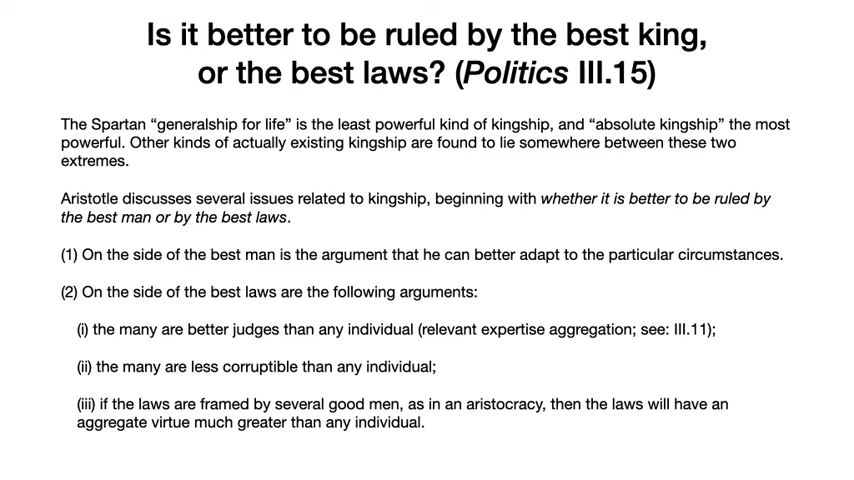 Is it better to be ruled by the best king,
or the best laws? (Politics III.15)
The Spartan “generalship for life” is the least powerful kind of kingship, and “absolute kingship” the most
powerful. Other kinds of actually existing kingship are found to lie somewhere between these two
extremes.
Aristotle discusses several issues related to kingship, beginning with whether it is better to be ruled by
the best man or by the best laws.
(1) On the side of the best man is the argument that he can better adapt to the particular circumstances.
(2) On the side of the best laws are the following arguments:
(i) the many are better judges than any individual (relevant expertise aggregation; see: III.11);
(ii) the many are less corruptible than any individual;
(iii) if the laws are framed by several good men, as in an aristocracy, then the laws will have an
aggregate virtue much greater than any individual.